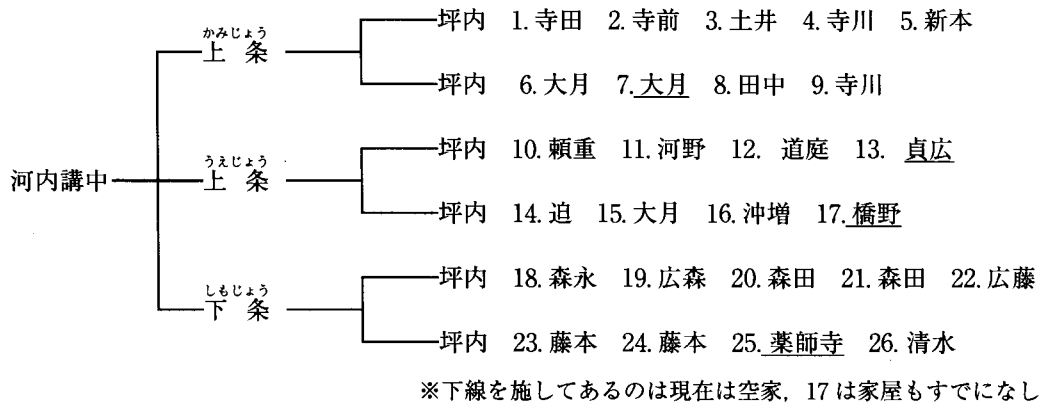 坪内 1. 寺田 2. 寺前 3. 土井 4. 寺川 5. 新本
かみじょう
上条
坪内 6. 大月 7. 大月 8. 田中 9. 寺川
坪内 10. 頼重 11. 河野 12. 道庭 13. 貞広
うえじょう
河内講中 上条
坪内 14. 迫 15. 大月 16. 沖増 17. 橋野
坪内 18. 森永 19. 広森 20. 森田 21. 森田 22. 広藤
しもじょう
下条
坪内 23. 藤本 24. 藤本 25. 薬師寺 26. 清水
※下線を施してあるのは現在は空家，17 は家屋もすでになし